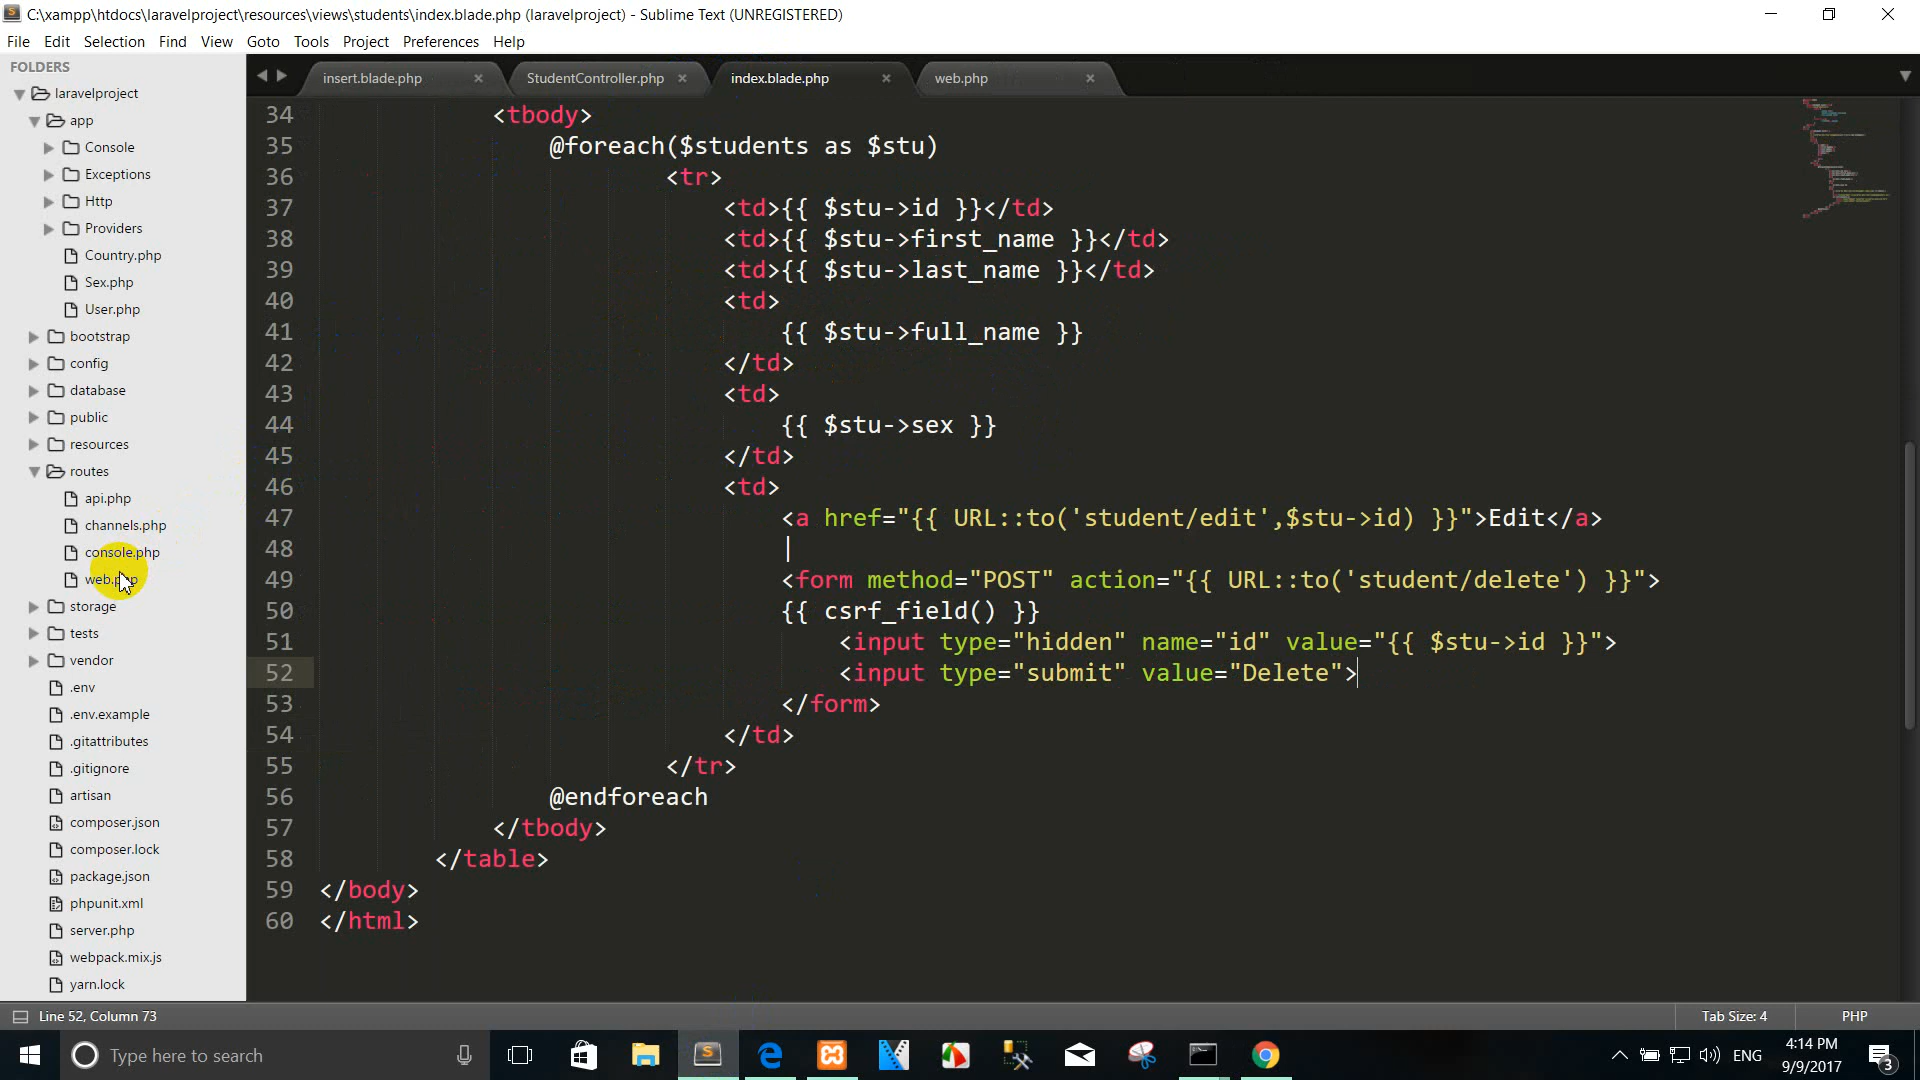 C:\xampp\htdocs\laravelproject\resources\views\students\index.blade.php (laravelproject) - Sublime Text (UNREGISTERED)
File Edit Selection Find View Goto Tools Project Preferences Help
FOLDERS
laravelproject
app
Console
Exceptions
Http
Providers
Country.php
Sex.php
User.php
bootstrap
config
database
public
resources
routes
api.php
channels.php
console.php
web.php
storage
tests
vendor
.env
.env.example
.gitattributes
.gitignore
artisan
composer.json
composer.lock
package.json
phpunit.xml
server.php
webpack.mix.js
yarn.lock
insert.blade.php StudentController.php index.blade.php web.php
34 <tbody>
35 @foreach($students as $stu)
36 <tr>
37 <td>{{ $stu->id }}</td>
38 <td>{{ $stu->first_name }}</td>
39 <td>{{ $stu->last_name }}</td>
40 <td>
41 {{ $stu->full_name }}
42 </td>
43 <td>
44 {{ $stu->sex }}
45 </td>
46 <td>
47 <a href="{{ URL::to('student/edit',$stu->id) }}">Edit</a>
48 |
49 <form method="POST" action="{{ URL::to('student/delete') }}">
50 {{ csrf_field() }}
51 <input type="hidden" name="id" value="{{ $stu->id }}">
52 <input type="submit" value="Delete">
53 </form>
54 </td>
55 </tr>
56 @endforeach
57 </tbody>
58 </table>
59 </body>
60 </html>
Line 52, Column 73 Tab Size: 4 PHP
Type here to search
ENG
4:14 PM
9/9/2017
3